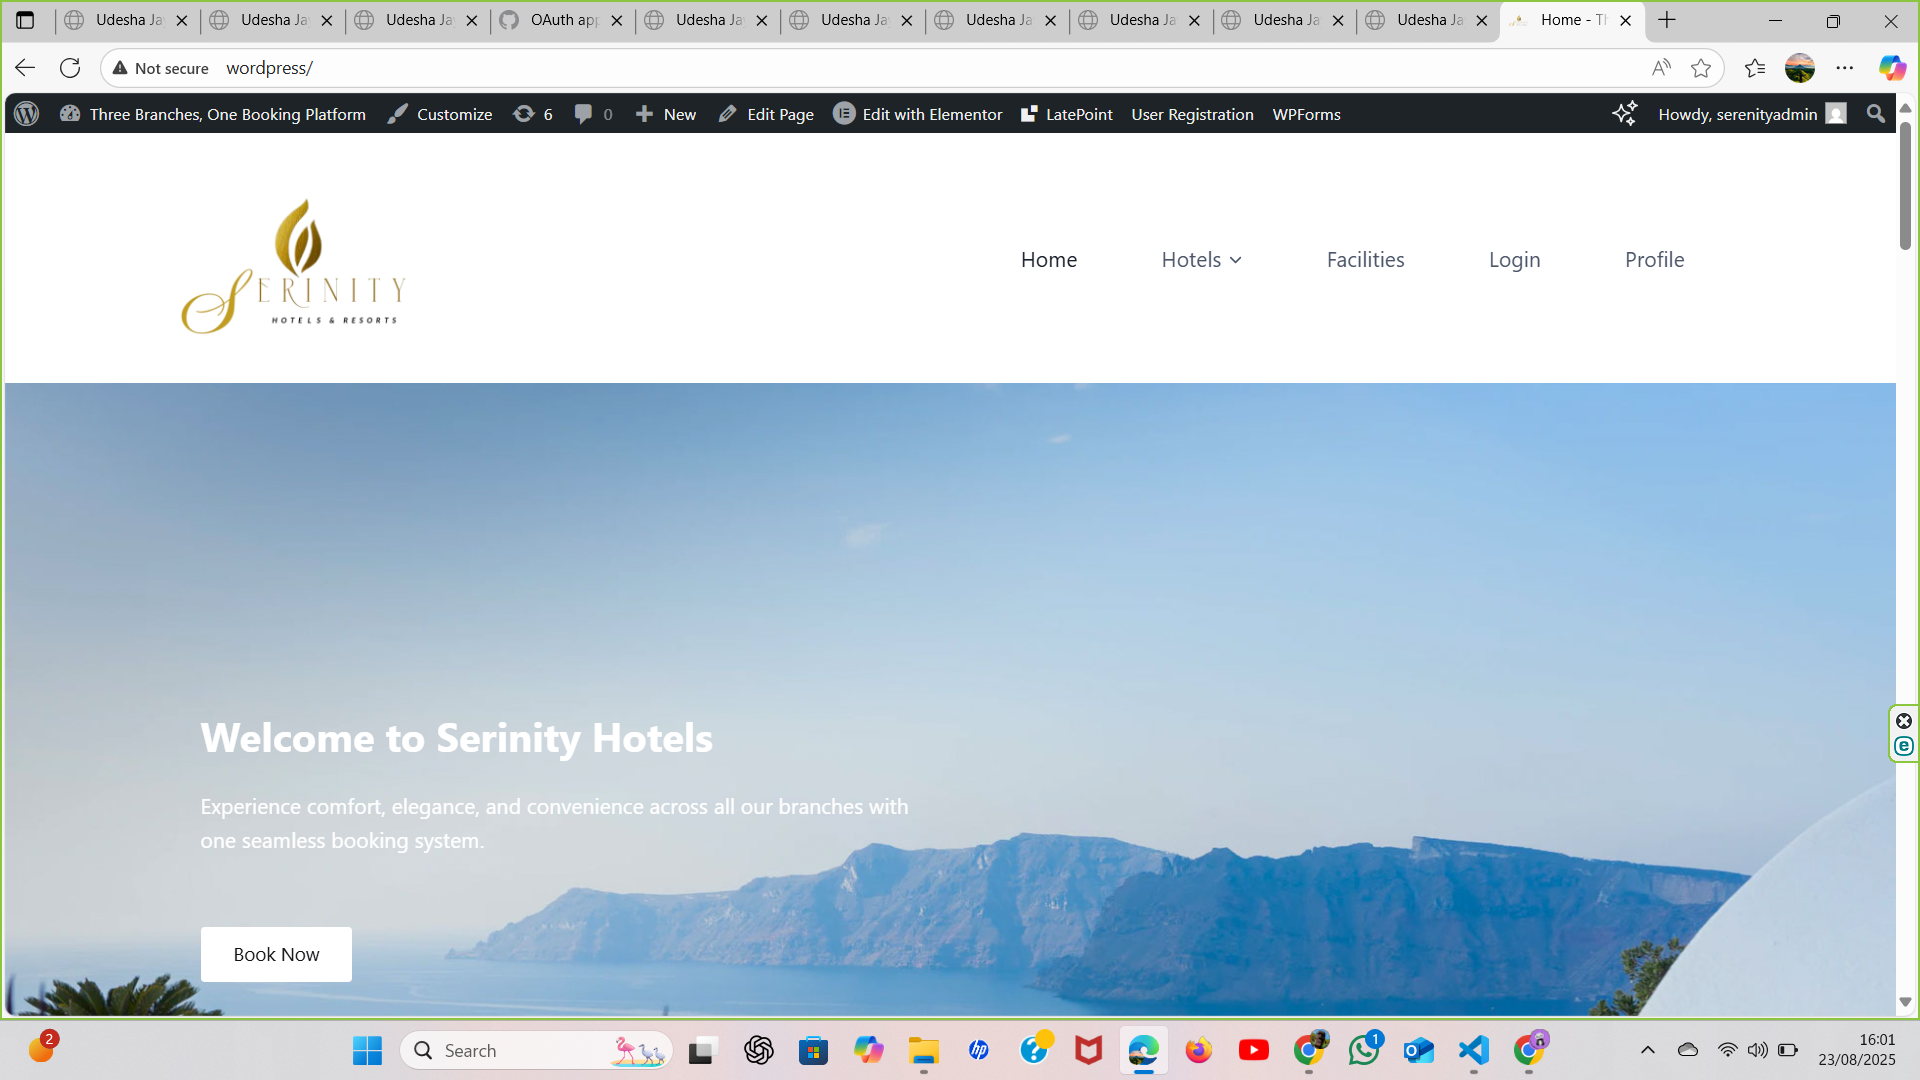 Udesha Ja
Udesha Ja
Udesha Ja
OAuth app
Udesha Ja
Udesha Ja
Udesha Ja
Udesha Ja
Udesha Ja
Udesha Ja
Home - Th
Not secure
wordpress/
Three Branches, One Booking Platform
Customize
6
0
New
Edit Page
Edit with Elementor
LatePoint
User Registration
WPForms
Howdy, serenityadmin
SERINITY
HOTELS & RESORTS
Home
Hotels
Facilities
Login
Profile
Welcome to Serinity Hotels
Experience comfort, elegance, and convenience across all our branches with
one seamless booking system.
Book Now
2
Search
hp
1
16:01
23/08/2025